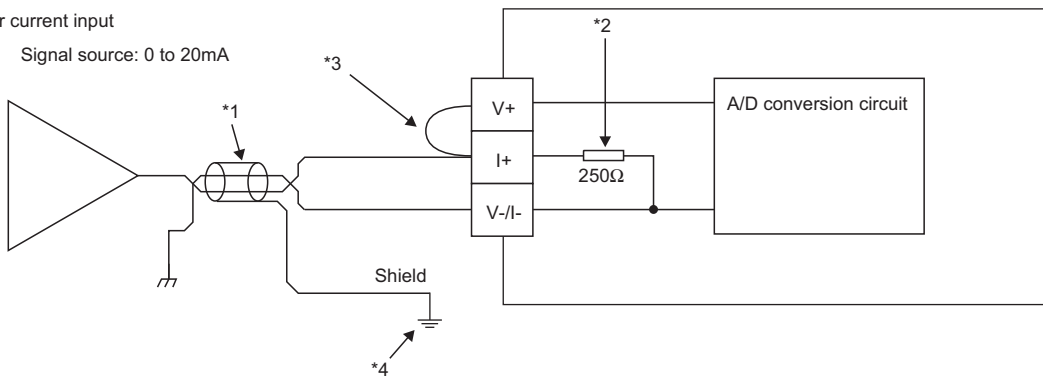 r current input
Signal source: 0 to 20mA
*1
*3
*2
V+
I+
V-/I-
250Ω
A/D conversion circuit
Shield
*4